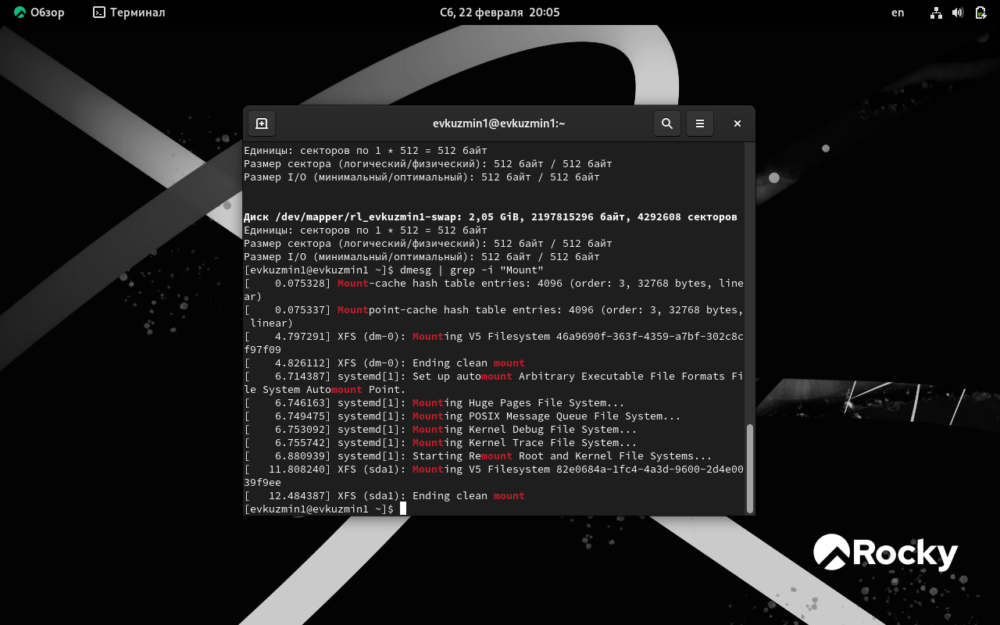 Обзор Терминал Сб, 22 февраля 20:05 en
evkuzmin1@evkuzmin1:~
Единицы: секторов по 1 * 512 = 512 байт
Размер сектора (логический/физический): 512 байт / 512 байт
Размер I/O (минимальный/оптимальный): 512 байт / 512 байт
Диск /dev/mapper/rl_evkuzmin1-swap: 2,05 GiB, 2197815296 байт, 4292608 секторов
Единицы: секторов по 1 * 512 = 512 байт
Размер сектора (логический/физический): 512 байт / 512 байт
Размер I/O (минимальный/оптимальный): 512 байт / 512 байт
[evkuzmin1@evkuzmin1 ~]$ dmesg | grep -i "Mount"
[    0.075328] Mount-cache hash table entries: 4096 (order: 3, 32768 bytes, line
ar)
[    0.075337] Mountpoint-cache hash table entries: 4096 (order: 3, 32768 bytes,
 linear)
[    4.797291] XFS (dm-0): Mounting V5 Filesystem 46a9690f-363f-4359-a7bf-302c8c
f97f09
[    4.826112] XFS (dm-0): Ending clean mount
[    6.714387] systemd[1]: Set up automount Arbitrary Executable File Formats Fi
le System Automount Point.
[    6.746163] systemd[1]: Mounting Huge Pages File System...
[    6.749475] systemd[1]: Mounting POSIX Message Queue File System...
[    6.753092] systemd[1]: Mounting Kernel Debug File System...
[    6.755742] systemd[1]: Mounting Kernel Trace File System...
[    6.880939] systemd[1]: Starting Remount Root and Kernel File Systems...
[   11.808240] XFS (sda1): Mounting V5 Filesystem 82e0684a-1fc4-4a3d-9600-2d4e00
39f9ee
[   12.484387] XFS (sda1): Ending clean mount
[evkuzmin1@evkuzmin1 ~]$
Rocky